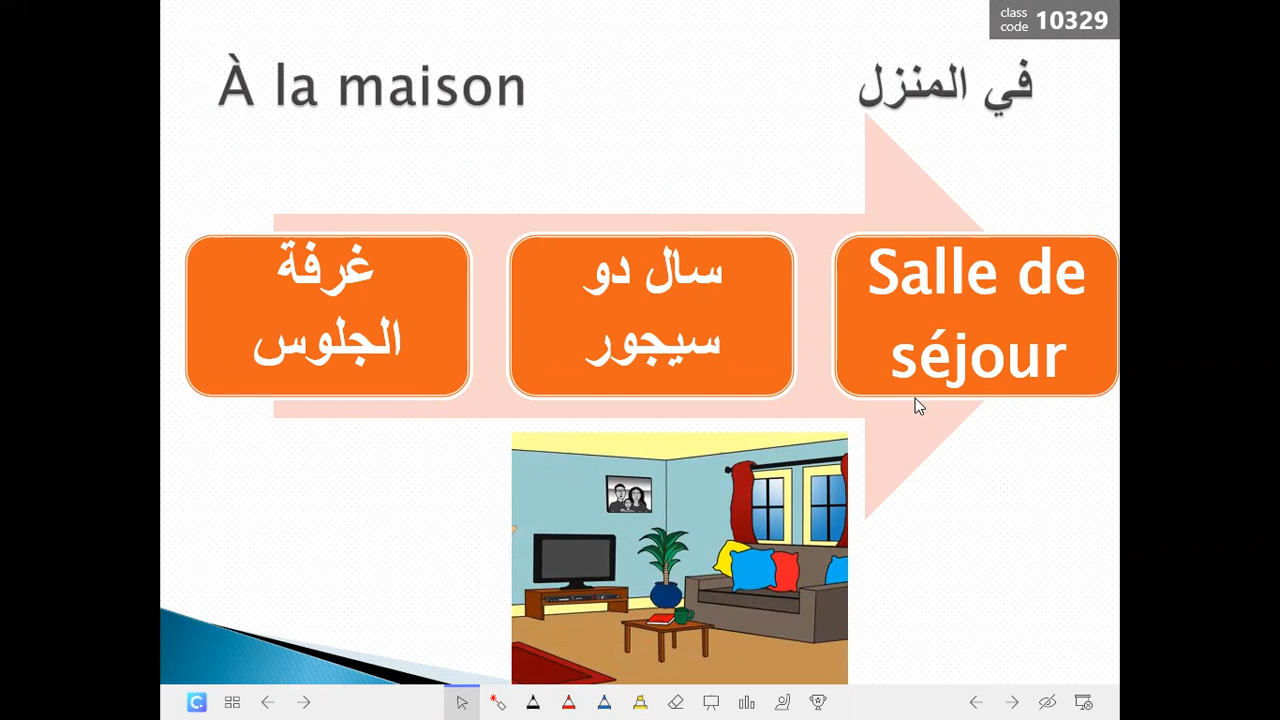 class
code 10329
À la maison
في المنزل
غرفة
الجلوس
سال دو
سيجور
Salle de
séjour